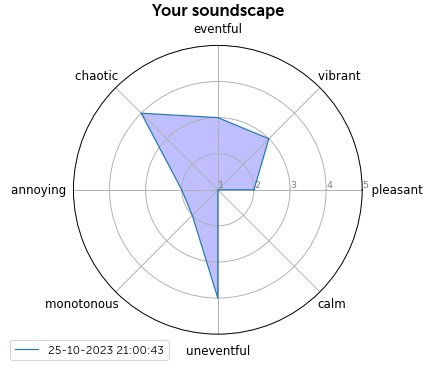 Your soundscape
eventful
chaotic
vibrant
annoying
1 2 3 4 5
pleasant
monotonous
calm
uneventful
25-10-2023 21:00:43